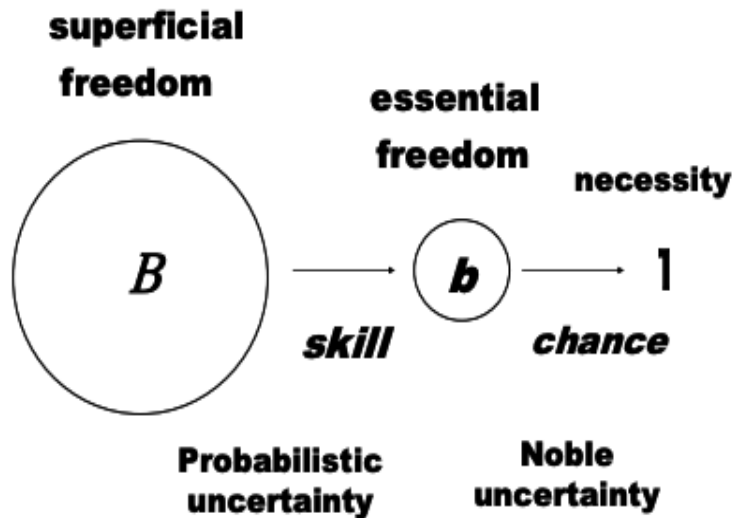 superficial
freedom
essential
freedom
necessity
B
b
1
skill
chance
Probabilistic
uncertainty
Noble
uncertainty